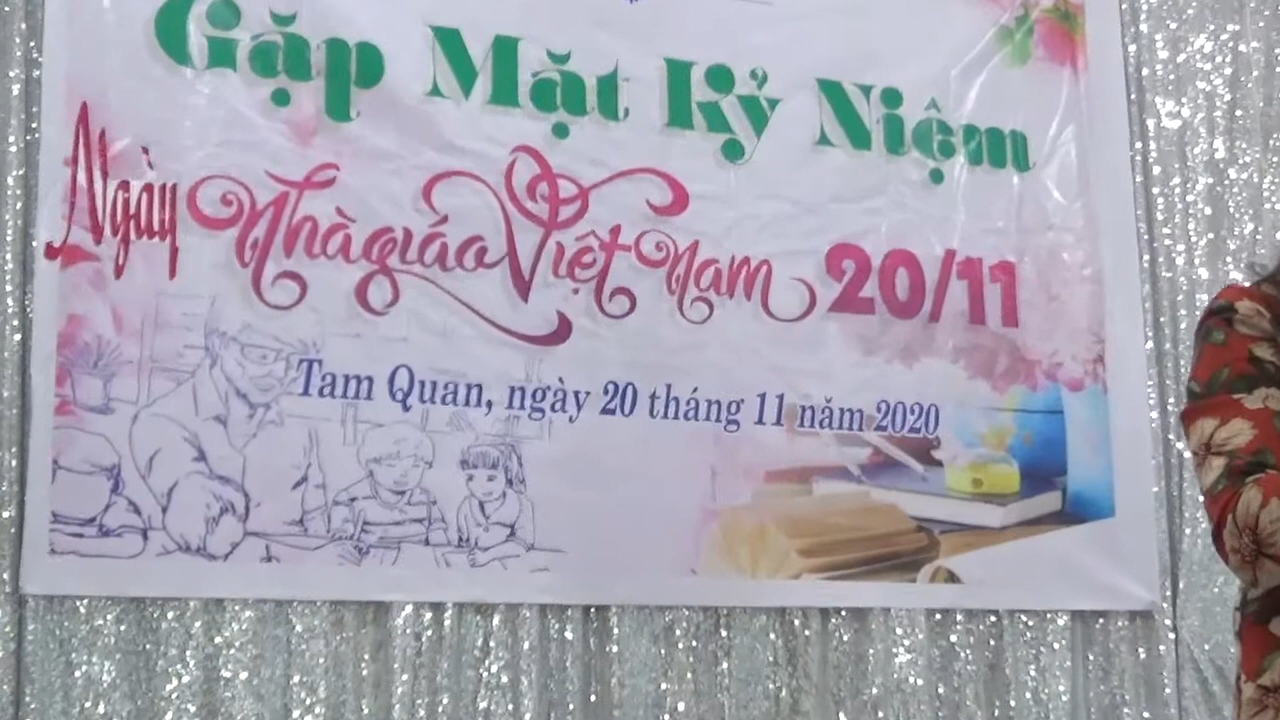 Gặp Mặt Kỷ Niệm
Ngày Nhà giáo Việt Nam 20/11
Tam Quan, ngày 20 tháng 11 năm 2020